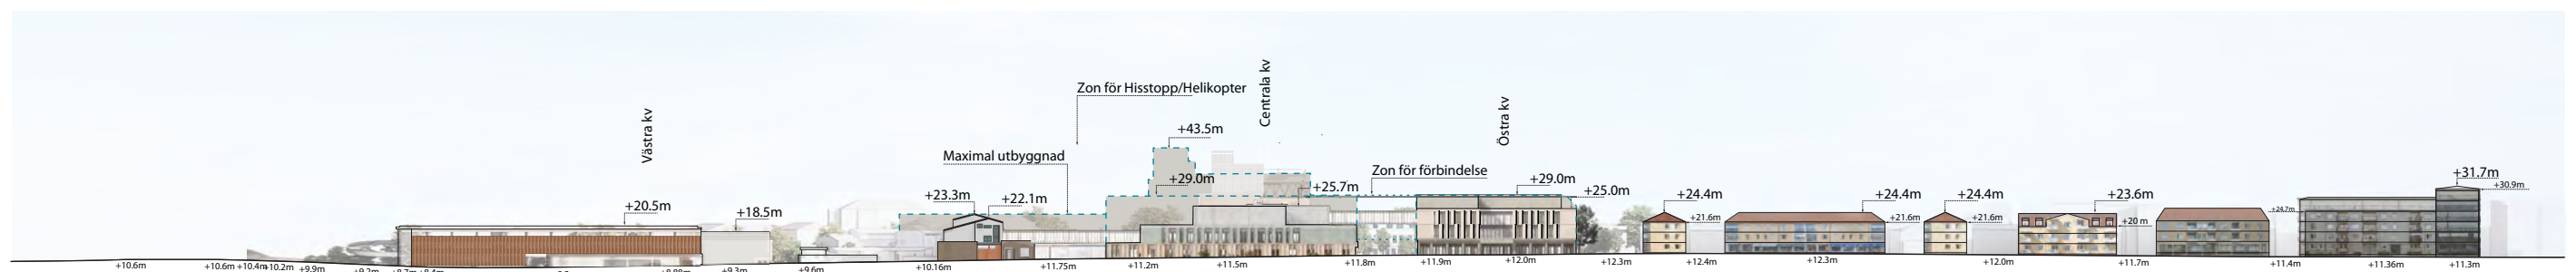 Västra kv
Centrala kv
Östra kv
Zon för Hisstopp/Helikopter
+43.5m
Maximal utbyggnad
Zon för förbindelse
+29.0m
+25.7m
+29.0m
+25.0m
+23.3m
+22.1m
+20.5m
+18.5m
+24.4m
+21.6m
+24.4m
+21.6m
+24.4m
+21.6m
+23.6m
+20 m
+24.7m
+31.7m
+30.9m
+10.6m
+10.6m
+10.4m
+10.2m
+9.9m
+9.3m
+9.6m
+10.16m
+11.75m
+11.2m
+11.5m
+11.8m
+11.9m
+12.0m
+12.3m
+12.4m
+12.3m
+12.0m
+11.7m
+11.4m
+11.36m
+11.3m